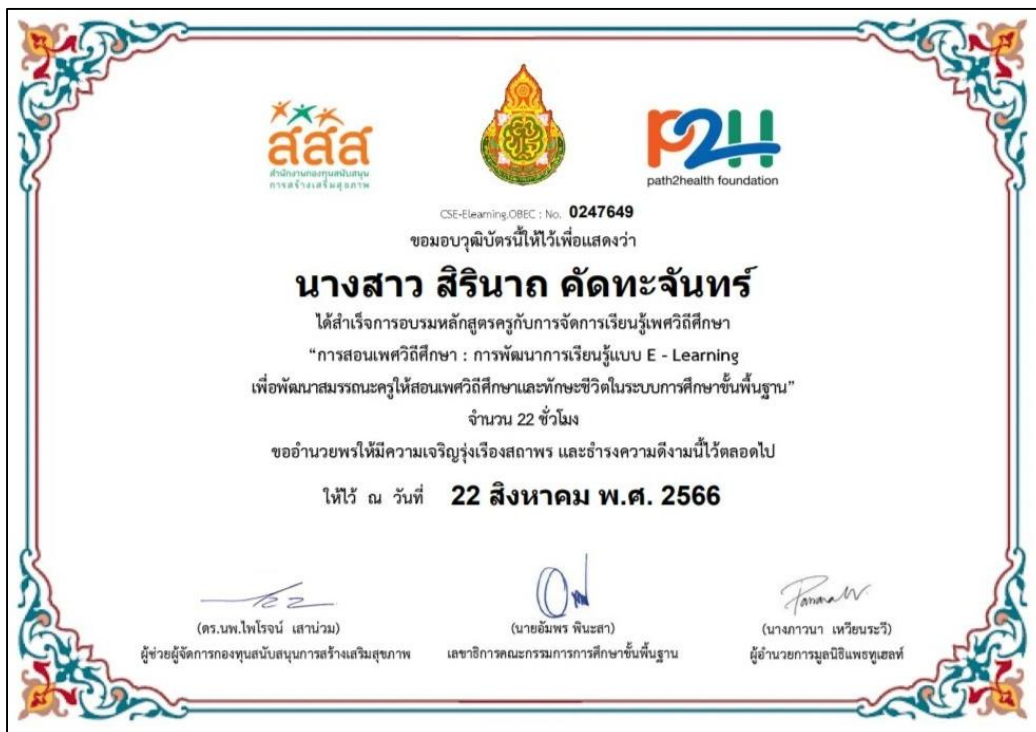 สสส
สำนักงานกองทุนสนับสนุน
การสร้างเสริมสุขภาพ
P2H
path2health foundation
CSE-Elearning.OBEC : No. 0247649
ขอมอบวุฒิบัตรนี้ให้ไว้เพื่อแสดงว่า
นางสาว สิรินาถ คัดทะจันทร์
ได้สำเร็จการอบรมหลักสูตรครูกับการจัดการเรียนรู้เพศวิถีศึกษา
“การสอนเพศวิถีศึกษา : การพัฒนาการเรียนรู้แบบ E - Learning
เพื่อพัฒนาสมรรถนะครูให้สอนเพศวิถีศึกษาและทักษะชีวิตในระบบการศึกษาขั้นพื้นฐาน”
จำนวน 22 ชั่วโมง
ขออำนวยพรให้มีความเจริญรุ่งเรืองสถาพร และธำรงความดีงามนี้ไว้ตลอดไป
ให้ไว้ ณ วันที่ 22 สิงหาคม พ.ศ. 2566
(ดร.นพ.ไพโรจน์ เสาน่วม)
ผู้ช่วยผู้จัดการกองทุนสนับสนุนการสร้างเสริมสุขภาพ
(นายอัมพร พินะสา)
เลขาธิการคณะกรรมการการศึกษาขั้นพื้นฐาน
(นางภาวนา เหวียนระวี)
ผู้อำนวยการมูลนิธิแพธทูเฮลท์